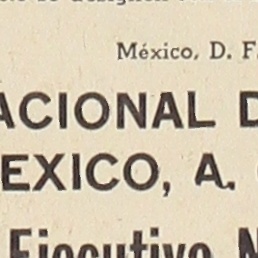 México, D. F.
ACIONAL D
EXICO, A.
Ejecutivo N